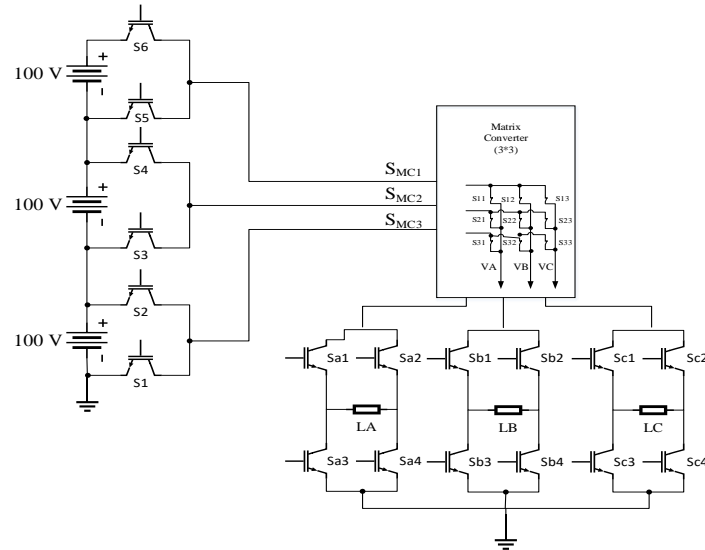 S6
100 V
+
-
S5
S4
100 V
+
-
S3
S2
100 V
+
-
S1
SMC1
SMC2
SMC3
Matrix
Converter
(3*3)
S11 S12 S13
S21 S22 S23
S31 S32 S33
VA VB VC
Sa1 Sa2 Sb1 Sb2 Sc1 Sc2
LA LB LC
Sa3 Sa4 Sb3 Sb4 Sc3 Sc4